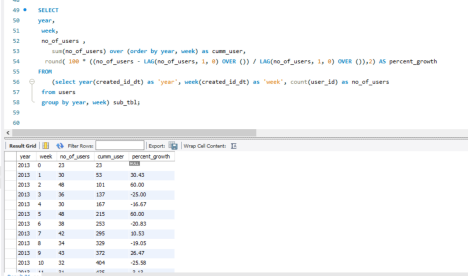 49
SELECT
50
year,
51
week,
52
no_of_users ,
53
sum(no_of_users) over (order by year, week) as cumm_user,
54
round( 100 * ((no_of_users - LAG(no_of_users, 1, 0) OVER ()) / LAG(no_of_users, 1, 0) OVER ()),2) AS percent_growth
55
FROM
56
(select year(created_id_dt) as 'year', week(created_id_dt) as 'week', count(user_id) as no_of_users
57
from users
58
group by year, week) sub_tbl;
59
60
Result Grid Filter Rows: Export: Wrap Cell Content:
year week no_of_users cumm_user percent_growth
2013 0 23 23 NULL
2013 1 30 53 30.43
2013 2 48 101 60.00
2013 3 36 137 -25.00
2013 4 30 167 -16.67
2013 5 48 215 60.00
2013 6 38 253 -20.83
2013 7 42 295 10.53
2013 8 34 329 -19.05
2013 9 43 372 26.47
2013 10 32 404 -25.58